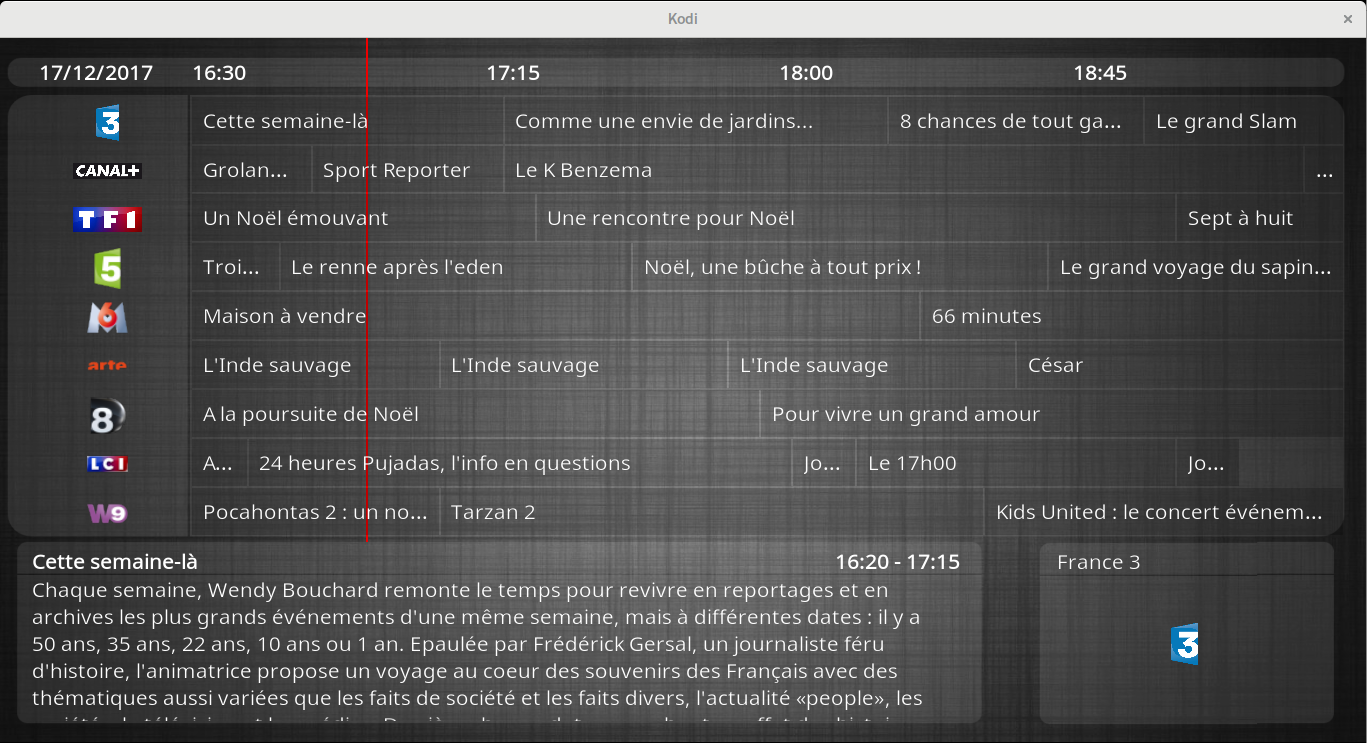 Kodi ×
17/12/2017 16:30 17:15 18:00 18:45
3 Cette semaine-là Comme une envie de jardins... 8 chances de tout ga... Le grand Slam
CANAL+ Grolan... Sport Reporter Le K Benzema ...
TF1 Un Noël émouvant Une rencontre pour Noël Sept à huit
5 Troi... Le renne après l'eden Noël, une bûche à tout prix ! Le grand voyage du sapin...
M6 Maison à vendre 66 minutes
arte L'Inde sauvage L'Inde sauvage L'Inde sauvage César
8 A la poursuite de Noël Pour vivre un grand amour
LCI A... 24 heures Pujadas, l'info en questions Jo... Le 17h00 Jo...
W9 Pocahontas 2 : un no... Tarzan 2 Kids United : le concert événem...
Cette semaine-là 16:20 - 17:15
Chaque semaine, Wendy Bouchard remonte le temps pour revivre en reportages et en
archives les plus grands événements d'une même semaine, mais à différentes dates : il y a
50 ans, 35 ans, 22 ans, 10 ans ou 1 an. Epaulée par Frédérick Gersal, un journaliste féru
d'histoire, l'animatrice propose un voyage au coeur des souvenirs des Français avec des
thématiques aussi variées que les faits de société et les faits divers, l'actualité «people», les
France 3
3